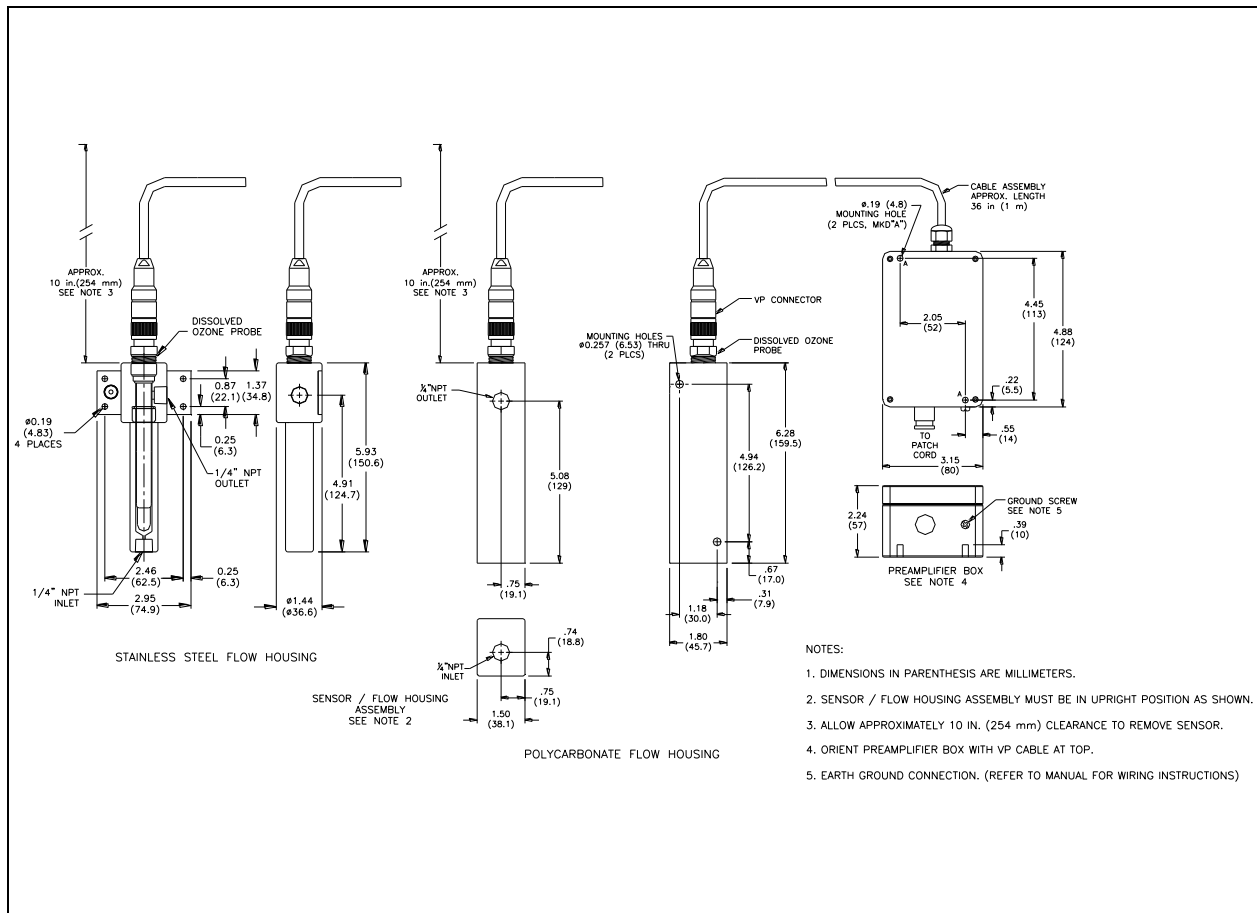 APPROX.
10 in.(254 mm)
SEE NOTE 3
DISSOLVED
OZONE PROBE
0.87
(22.1)
1.37
(34.8)
ø0.19
(4.83)
4 PLACES
0.25
(6.3)
1/4" NPT
OUTLET
5.93
(150.6)
4.91
(124.7)
2.46
(62.5)
0.25
(6.3)
1/4" NPT
INLET
2.95
(74.9)
ø1.44
(ø36.6)
STAINLESS STEEL FLOW HOUSING
APPROX.
10 in.(254 mm)
SEE NOTE 3
¼"NPT
OUTLET
5.08
(129)
.75
(19.1)
.74
(18.8)
¼"NPT
INLET
.75
(19.1)
1.50
(38.1)
SENSOR / FLOW HOUSING
ASSEMBLY
SEE NOTE 2
POLYCARBONATE FLOW HOUSING
VP CONNECTOR
MOUNTING HOLES
ø0.257 (6.53) THRU
(2 PLCS)
DISSOLVED OZONE
PROBE
6.28
(159.5)
4.94
(126.2)
.67
(17.0)
.31
(7.9)
1.18
(30.0)
1.80
(45.7)
CABLE ASSEMBLY
APPROX. LENGTH
36 in (1 m)
ø.19 (4.8)
MOUNTING HOLE
(2 PLCS, MKD"A")
A
2.05
(52)
4.45
(113)
4.88
(124)
A
.22
(5.5)
TO
PATCH
CORD
.55
(14)
3.15
(80)
2.24
(57)
GROUND SCREW
SEE NOTE 5
.39
(10)
PREAMPLIFIER BOX
SEE NOTE 4
NOTES:
1. DIMENSIONS IN PARENTHESIS ARE MILLIMETERS.
2. SENSOR / FLOW HOUSING ASSEMBLY MUST BE IN UPRIGHT POSITION AS SHOWN.
3. ALLOW APPROXIMATELY 10 IN. (254 mm) CLEARANCE TO REMOVE SENSOR.
4. ORIENT PREAMPLIFIER BOX WITH VP CABLE AT TOP.
5. EARTH GROUND CONNECTION. (REFER TO MANUAL FOR WIRING INSTRUCTIONS)